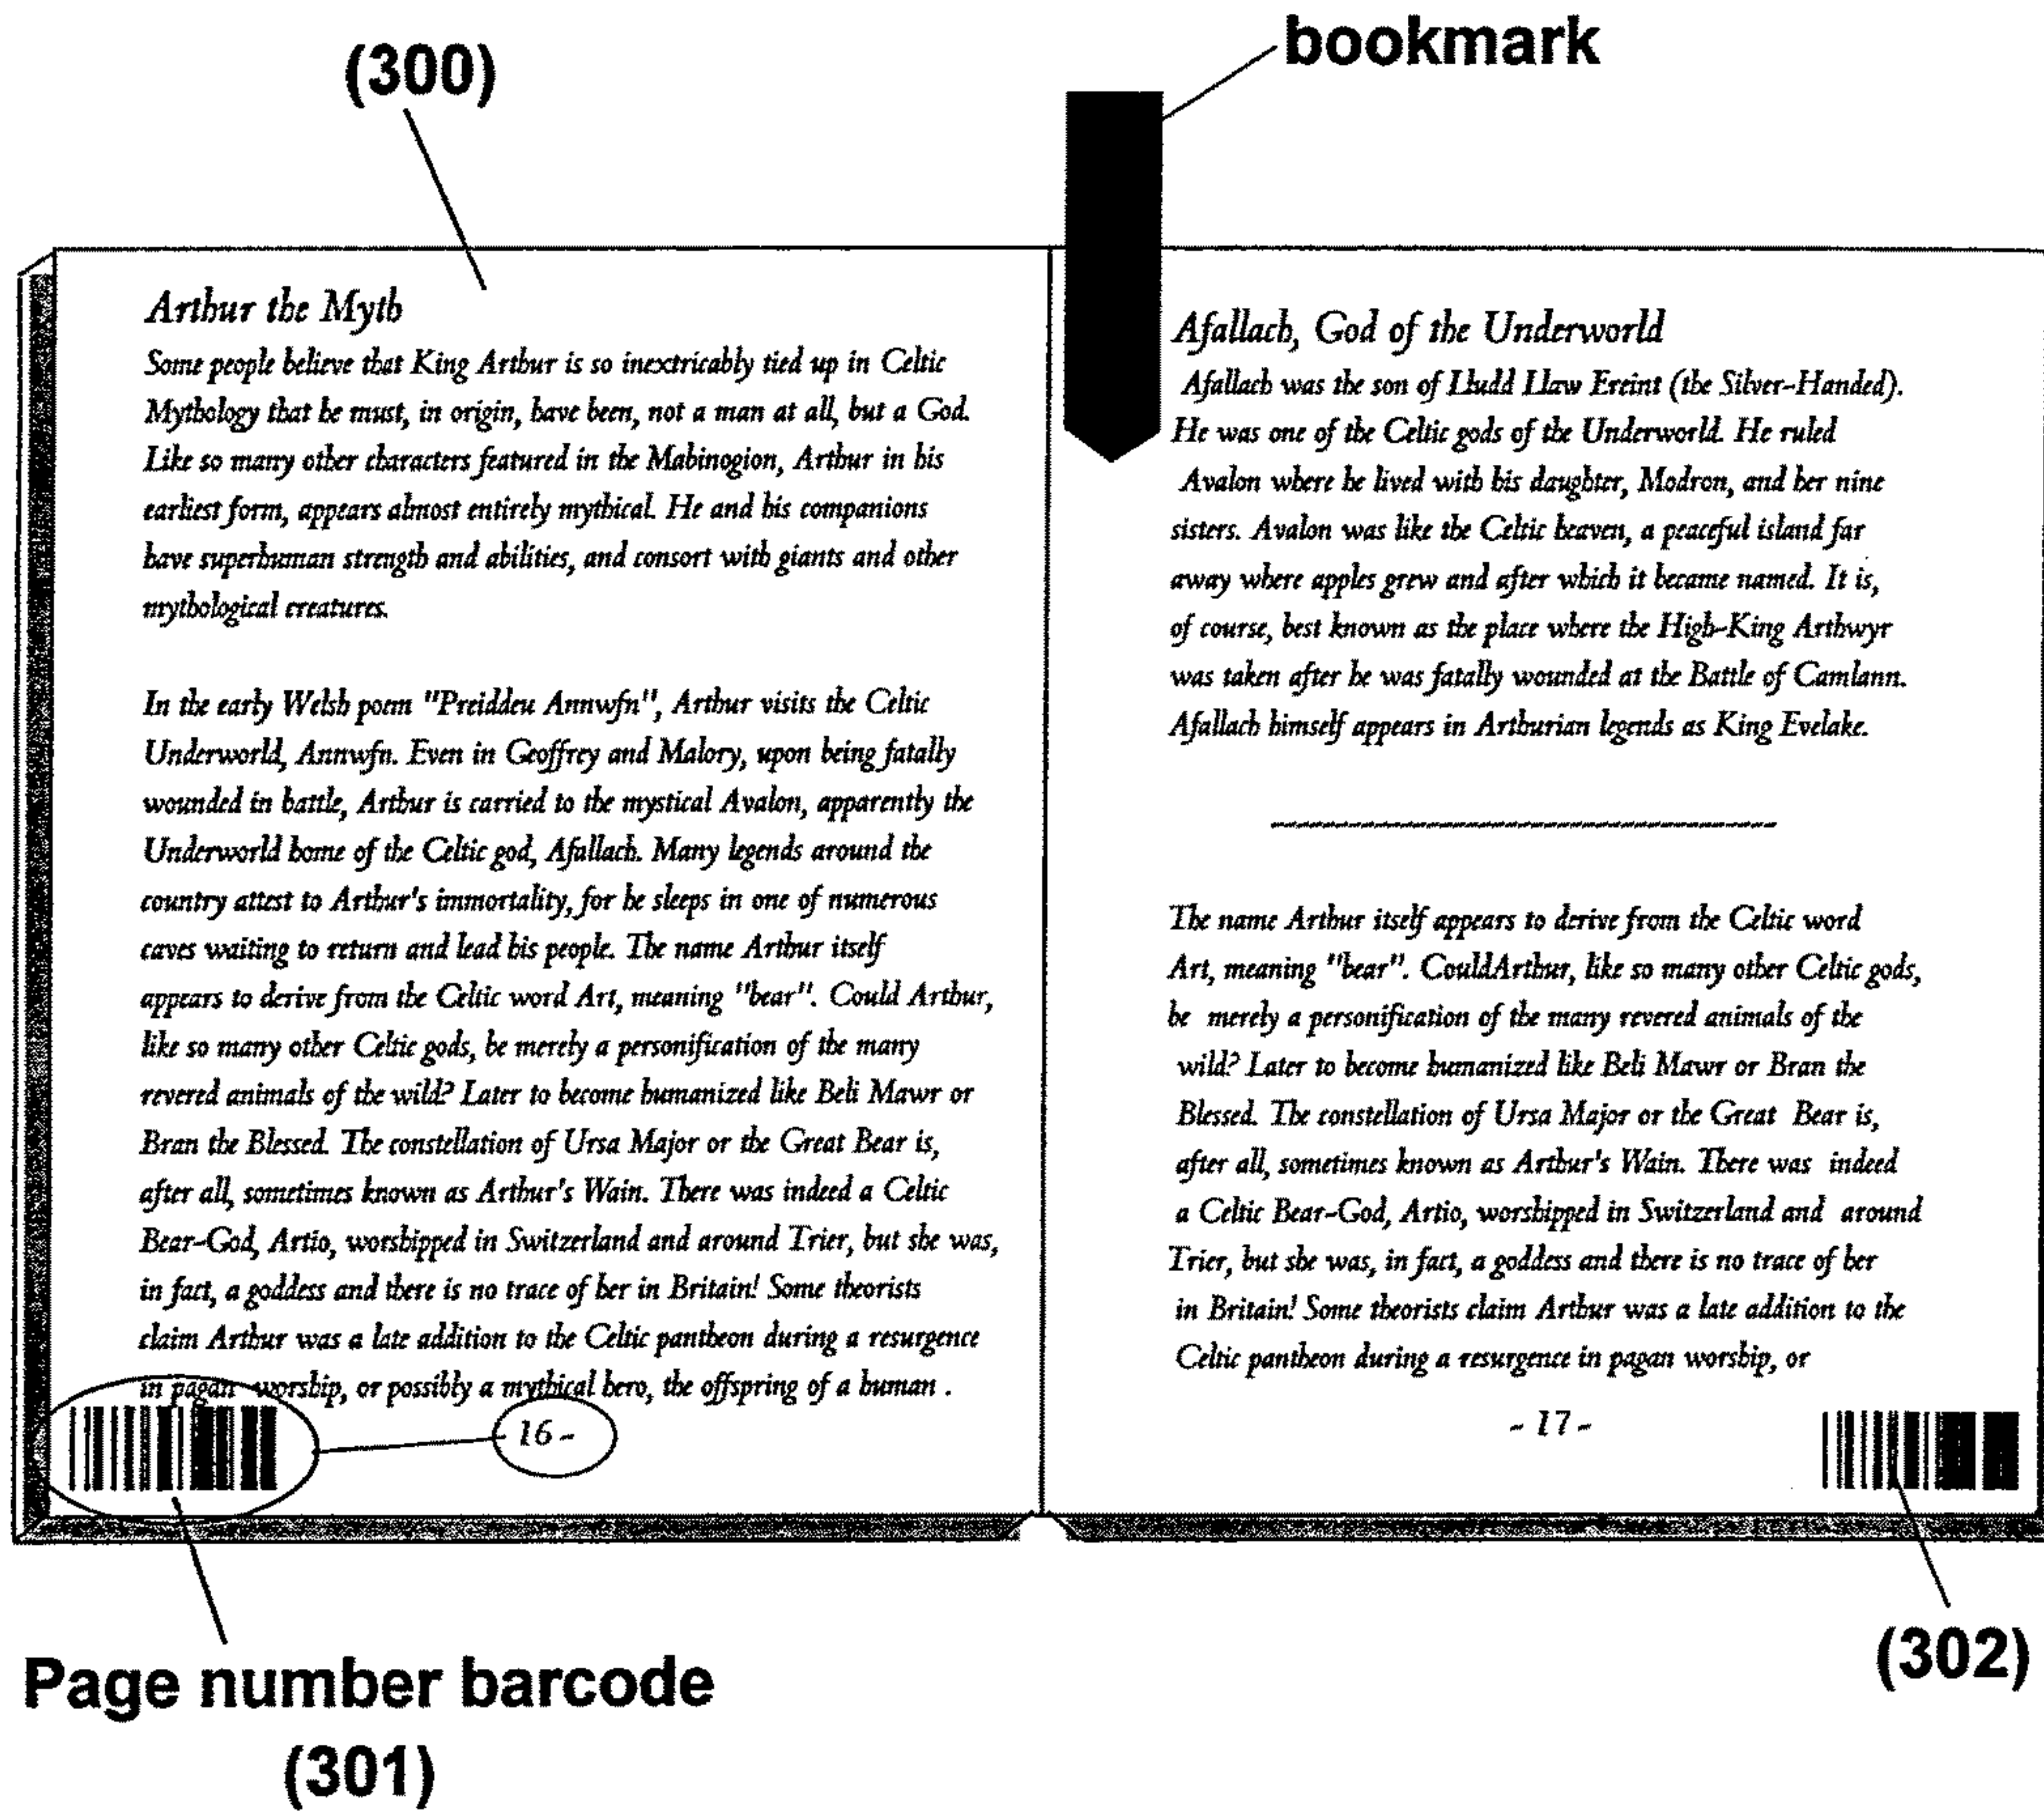 (300)
bookmark
Arthur the Myth
Some people believe that King Arthur is so inextricably tied up in Celtic
Mythology that he must, in origin, have been, not a man at all, but a God.
Like so many other characters featured in the Mabinogion, Arthur in his
earliest form, appears almost entirely mythical. He and his companions
have superhuman strength and abilities, and consort with giants and other
mythological creatures.
In the early Welsh poem "Preiddeu Annwfn", Arthur visits the Celtic
Underworld, Annwfn. Even in Geoffrey and Malory, upon being fatally
wounded in battle, Arthur is carried to the mystical Avalon, apparently the
Underworld home of the Celtic god, Afallach. Many legends around the
country attest to Arthur's immortality, for he sleeps in one of numerous
caves waiting to return and lead his people. The name Arthur itself
appears to derive from the Celtic word Art, meaning "bear". Could Arthur,
like so many other Celtic gods, be merely a personification of the many
revered animals of the wild? Later to become humanized like Beli Mawr or
Bran the Blessed. The constellation of Ursa Major or the Great Bear is,
after all, sometimes known as Arthur's Wain. There was indeed a Celtic
Bear-God, Artio, worshipped in Switzerland and around Trier, but she was,
in fact, a goddess and there is no trace of her in Britain! Some theorists
claim Arthur was a late addition to the Celtic pantheon during a resurgence
in pagan worship, or possibly a mythical hero, the offspring of a human .
16 -
Afallach, God of the Underworld
Afallach was the son of Lludd Llaw Ereint (the Silver-Handed).
He was one of the Celtic gods of the Underworld. He ruled
Avalon where he lived with his daughter, Modron, and her nine
sisters. Avalon was like the Celtic heaven, a peaceful island far
away where apples grew and after which it became named. It is,
of course, best known as the place where the High-King Arthwyr
was taken after he was fatally wounded at the Battle of Camlann.
Afallach himself appears in Arthurian legends as King Evelake.
The name Arthur itself appears to derive from the Celtic word
Art, meaning "bear". CouldArthur, like so many other Celtic gods,
be merely a personification of the many revered animals of the
wild? Later to become humanized like Beli Mawr or Bran the
Blessed. The constellation of Ursa Major or the Great Bear is,
after all, sometimes known as Arthur's Wain. There was indeed
a Celtic Bear-God, Artio, worshipped in Switzerland and around
Trier, but she was, in fact, a goddess and there is no trace of her
in Britain! Some theorists claim Arthur was a late addition to the
Celtic pantheon during a resurgence in pagan worship, or
- 17 -
Page number barcode
(301)
(302)